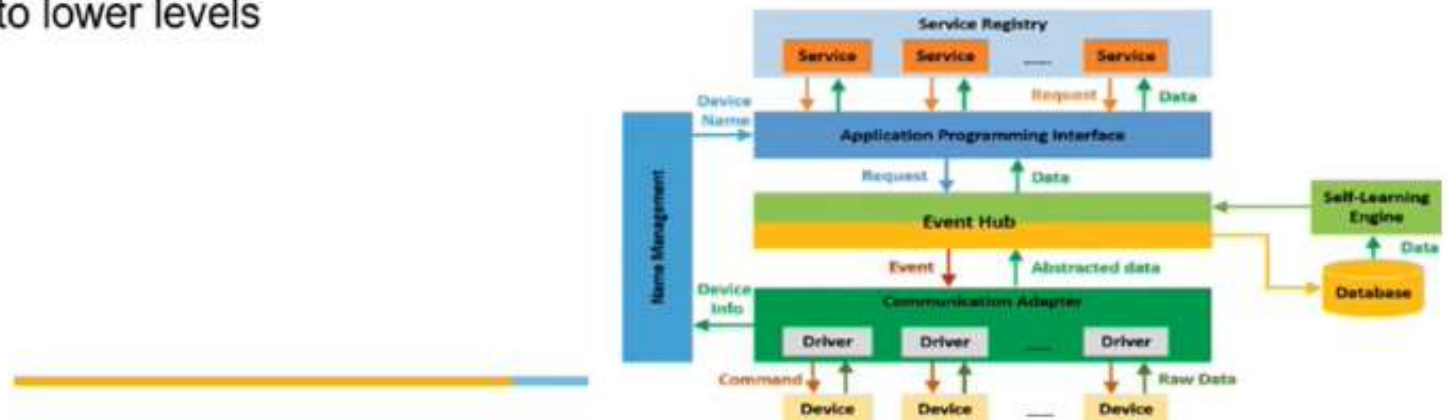 to lower levels
Service Registry
Service Service ...... Service
Request Data
Device
Name
Application Programming Interface
Request Data
Name Management
Event Hub
Self-Learning
Engine
Event Abstracted data
Data
Database
Device
Info
Communication Adapter
Driver Driver ...... Driver
Command Raw Data
Device Device ...... Device